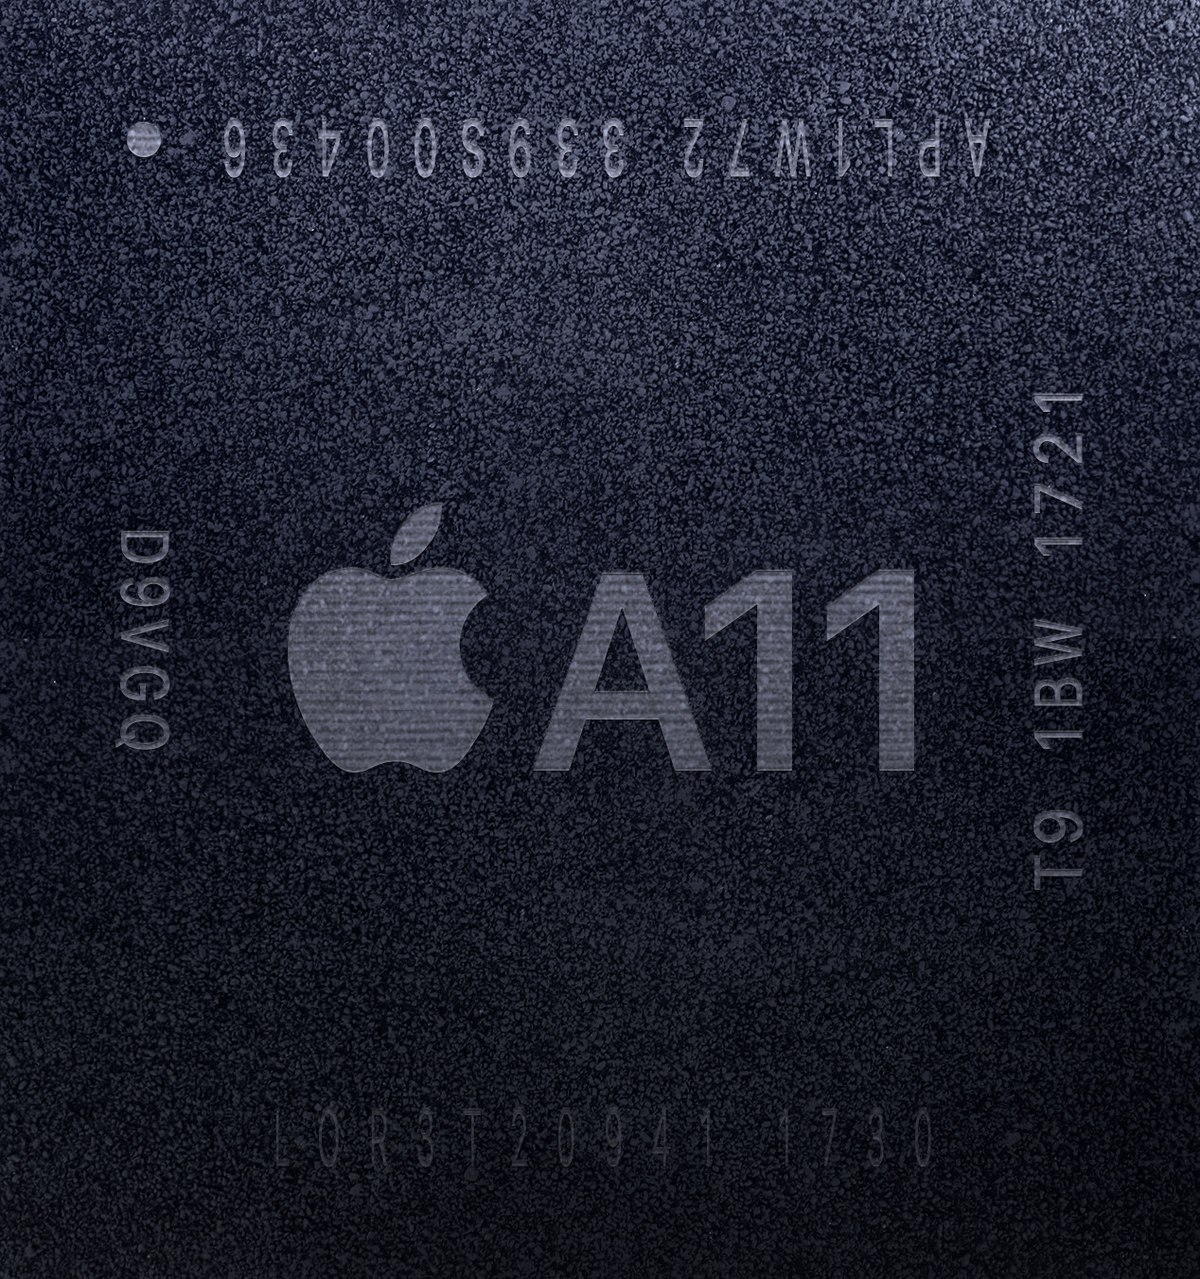 APL1W72 339S00436
D9VGQ
A11
T9 1BW 1721
LOR3T20941 1730